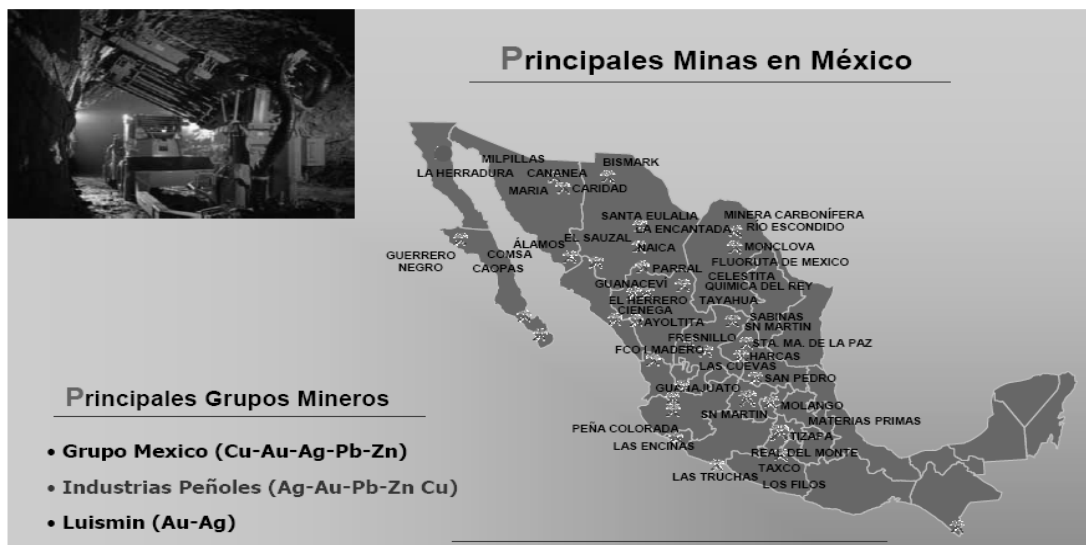 Principales Minas en México
MILPILLAS
BISMARK
LA HERRADURA
CANANEA
MARIA
CARIDAD
SANTA EULALIA
MINERA CARBONÍFERA
RÍO ESCONDIDO
LA ENCANTADA
ÁLAMOS
EL SAUZAL
NAICA
MONCLOVA
GUERRERO
NEGRO
COMSA
CAOPAS
PARRAL
FLUORUTA DE MEXICO
CELESTITA
GUANACEVÍ
QUIMICA DEL REY
EL HERRERO
TAYAHUA
CIENEGA
SABINAS
TAYOLTITA
SN MARTIN
FRESNILLO
STA. MA. DE LA PAZ
FCO I MADERO
CHARCAS
LAS CUEVAS
SAN PEDRO
GUANAJUATO
MOLANGO
SN MARTIN
MATERIAS PRIMAS
PEÑA COLORADA
TIZAPA
LAS ENCINAS
REAL DEL MONTE
TAXCO
LAS TRUCHAS
LOS FILOS
Principales Grupos Mineros
• Grupo Mexico (Cu-Au-Ag-Pb-Zn)
• Industrias Peñoles (Ag-Au-Pb-Zn Cu)
• Luismin (Au-Ag)